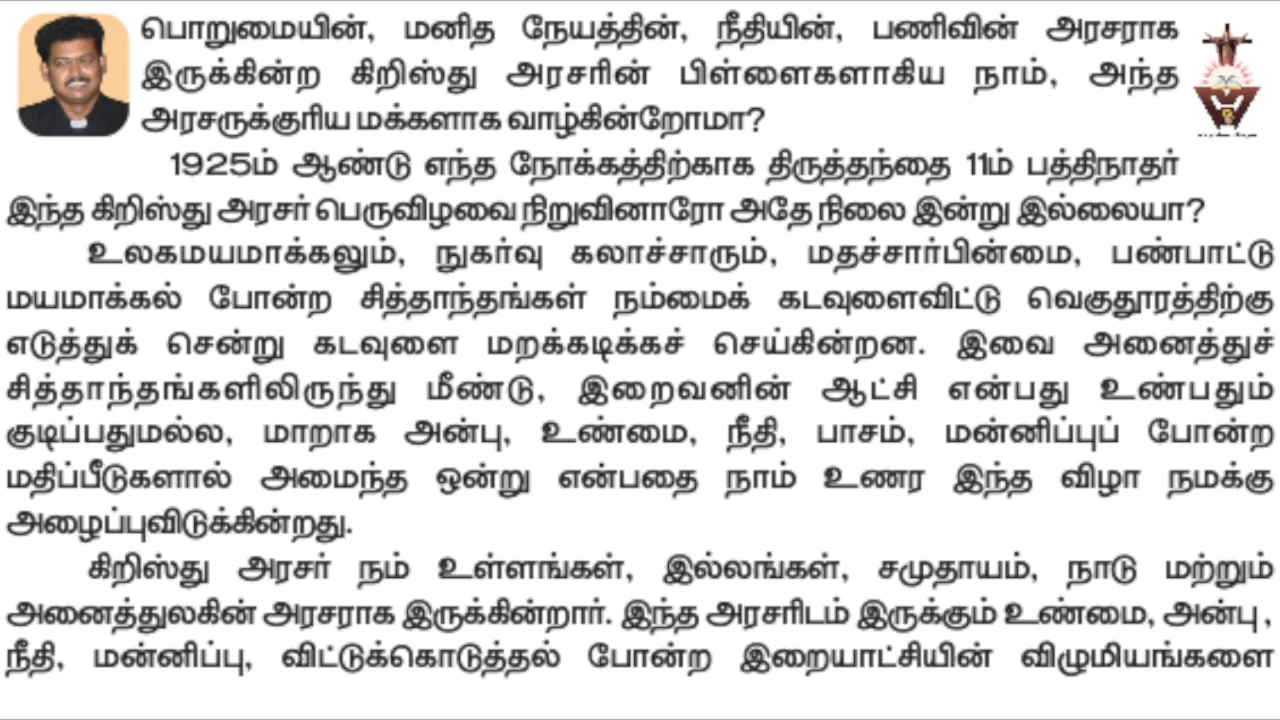 பொறுமையின், மனித நேயத்தின், நீதியின், பணிவின் அரசராக
இருக்கின்ற கிறிஸ்து அரசரின் பிள்ளைகளாகிய நாம், அந்த
அரசருக்குரிய மக்களாக வாழ்கின்றோமா?
1925ம் ஆண்டு எந்த நோக்கத்திற்காக திருத்தந்தை 11ம் பத்திநாதர்
இந்த கிறிஸ்து அரசர் பெருவிழவை நிறுவினாரோ அதே நிலை இன்று இல்லையா?
உலகமயமாக்கலும், நுகர்வு கலாச்சாரும், மதச்சார்பின்மை, பண்பாட்டு
மயமாக்கல் போன்ற சித்தாந்தங்கள் நம்மைக் கடவுளைவிட்டு வெகுதூரத்திற்கு
எடுத்துக் சென்று கடவுளை மறக்கடிக்கச் செய்கின்றன. இவை அனைத்துச்
சித்தாந்தங்களிலிருந்து மீண்டு, இறைவனின் ஆட்சி என்பது உண்பதும்
குடிப்பதுமல்ல, மாறாக அன்பு, உண்மை, நீதி, பாசம், மன்னிப்புப் போன்ற
மதிப்பீடுகளால் அமைந்த ஒன்று என்பதை நாம் உணர இந்த விழா நமக்கு
அழைப்புவிடுக்கின்றது.
கிறிஸ்து அரசர் நம் உள்ளங்கள், இல்லங்கள், சமுதாயம், நாடு மற்றும்
அனைத்துலகின் அரசராக இருக்கின்றார். இந்த அரசரிடம் இருக்கும் உண்மை, அன்பு ,
நீதி, மன்னிப்பு, விட்டுக்கொடுத்தல் போன்ற இறையாட்சியின் விழுமியங்களை